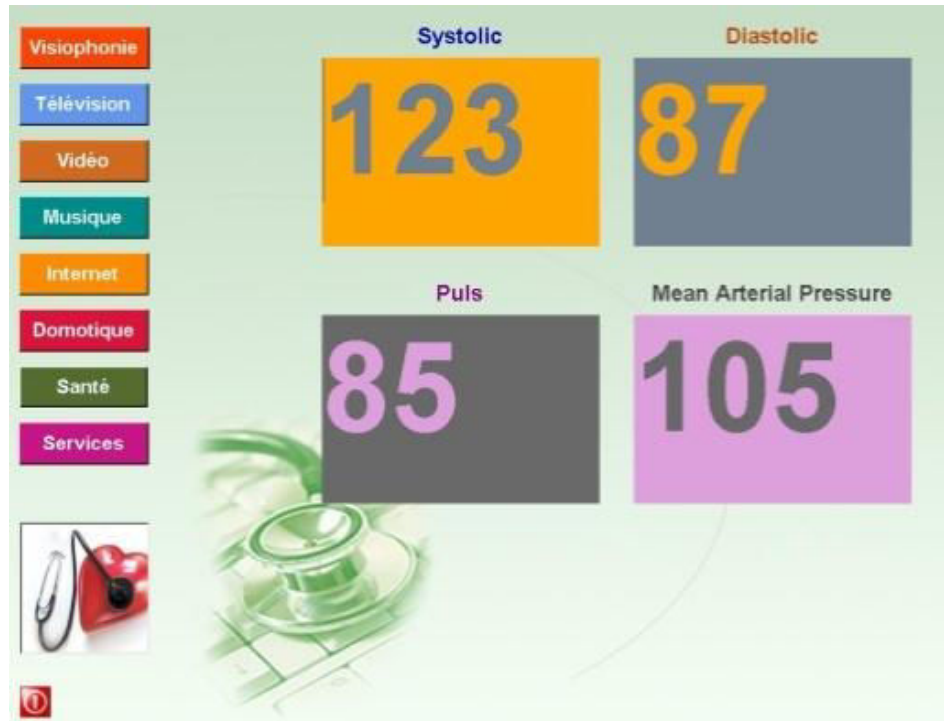 Visiophonie
Télévision
Vidéo
Musique
Internet
Domotique
Santé
Services
Systolic
123
Diastolic
87
Puls
85
Mean Arterial Pressure
105